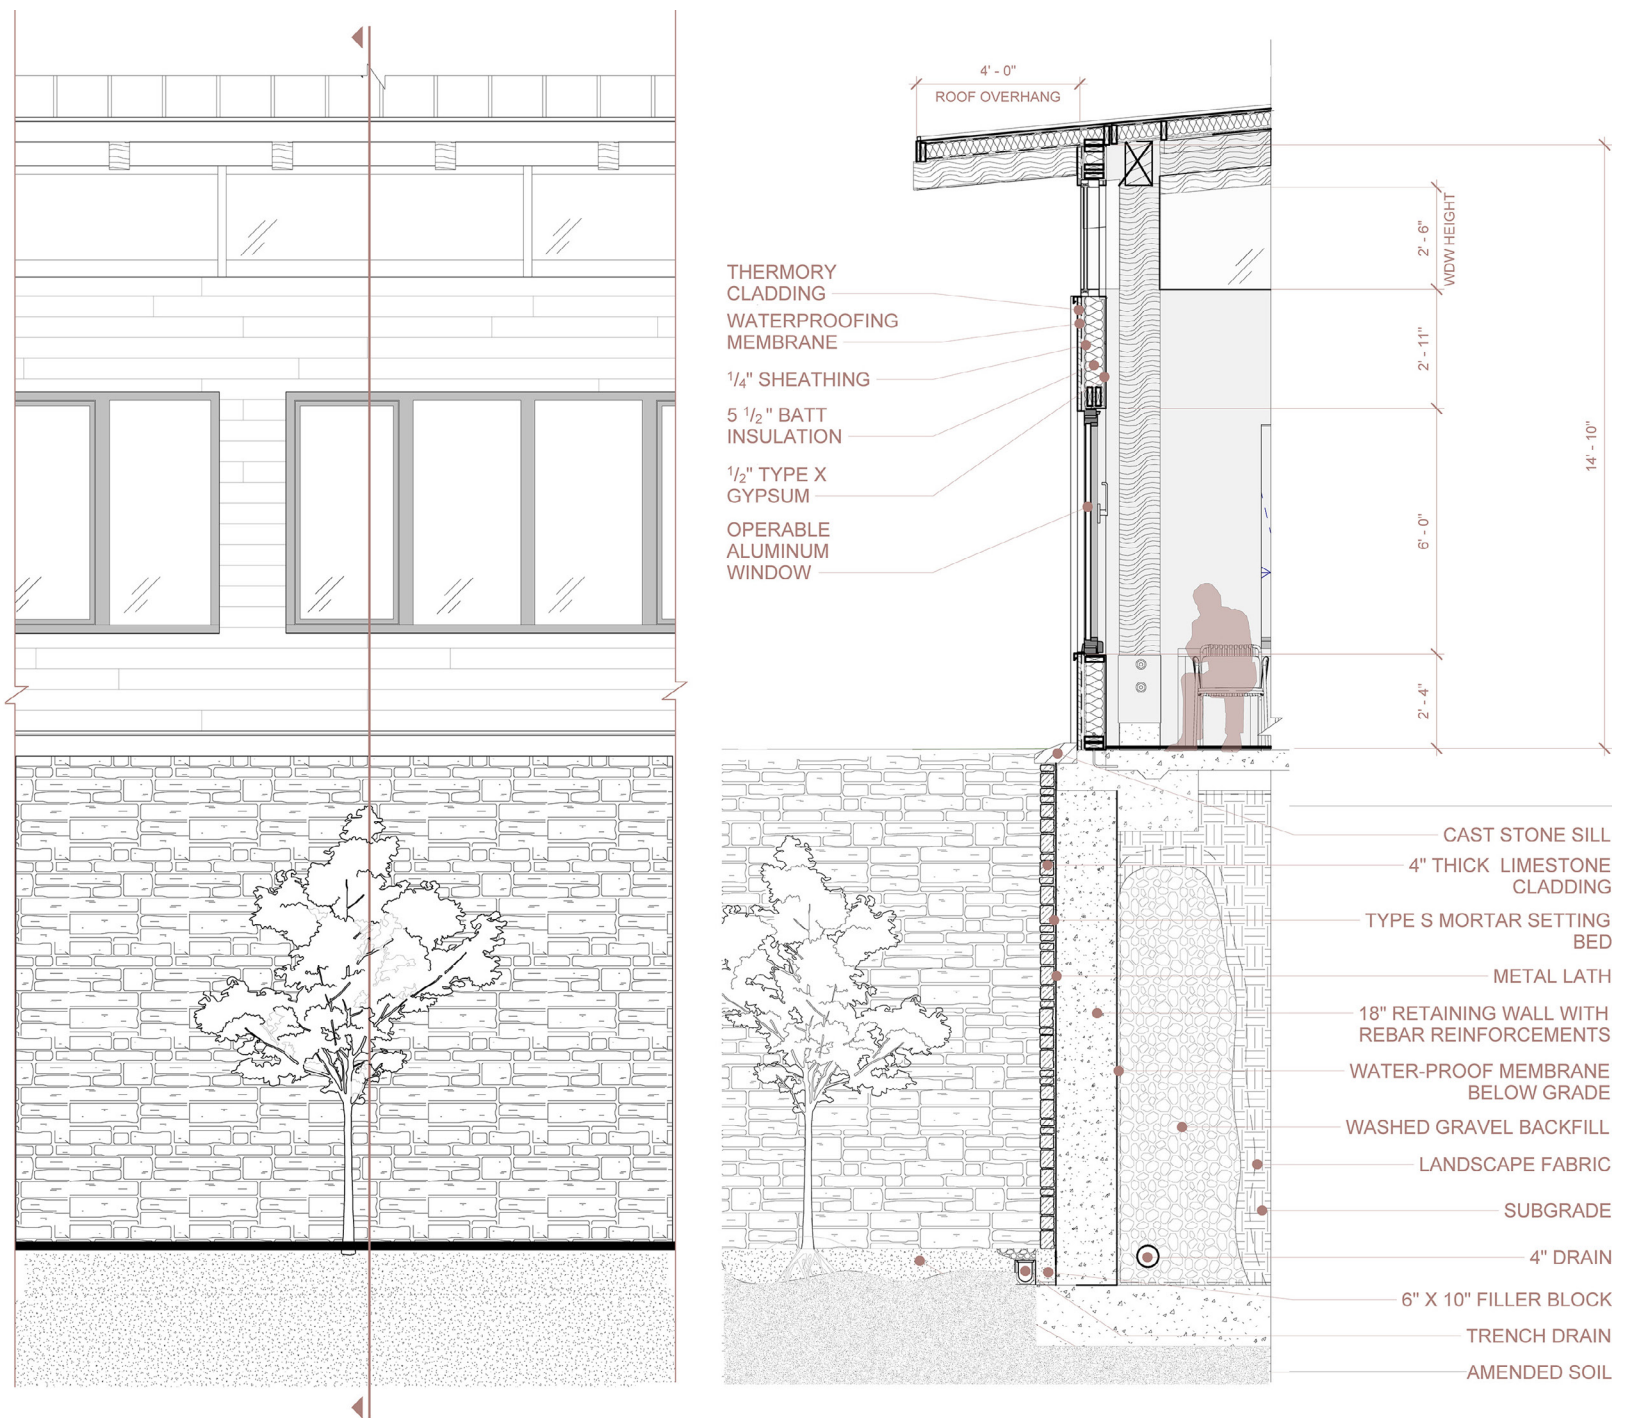 4' - 0"
ROOF OVERHANG
THERMORY
CLADDING
WATERPROOFING
MEMBRANE
1/4" SHEATHING
5 1/2" BATT
INSULATION
1/2" TYPE X
GYPSUM
OPERABLE
ALUMINUM
WINDOW
2' - 6"
WDW HEIGHT
2' - 11"
6' - 0"
2' - 4"
14' - 10"
CAST STONE SILL
4" THICK LIMESTONE
CLADDING
TYPE S MORTAR SETTING
BED
METAL LATH
18" RETAINING WALL WITH
REBAR REINFORCEMENTS
WATER-PROOF MEMBRANE
BELOW GRADE
WASHED GRAVEL BACKFILL
LANDSCAPE FABRIC
SUBGRADE
4" DRAIN
6" X 10" FILLER BLOCK
TRENCH DRAIN
AMENDED SOIL